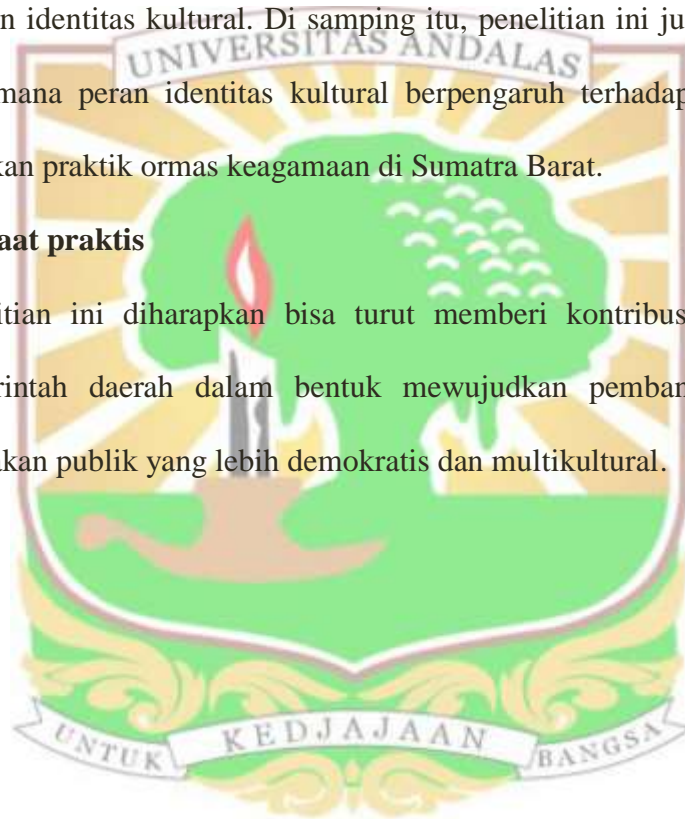 n identitas kultural. Di samping itu, penelitian ini ju
UNIVERSITAS ANDALAS
mana peran identitas kultural berpengaruh terhadap
kan praktik ormas keagamaan di Sumatra Barat.
aat praktis
itian ini diharapkan bisa turut memberi kontribus
rintah daerah dalam bentuk mewujudkan pemban
akan publik yang lebih demokratis dan multikultural.
UNTUK KEDJAJAAN BANGSA